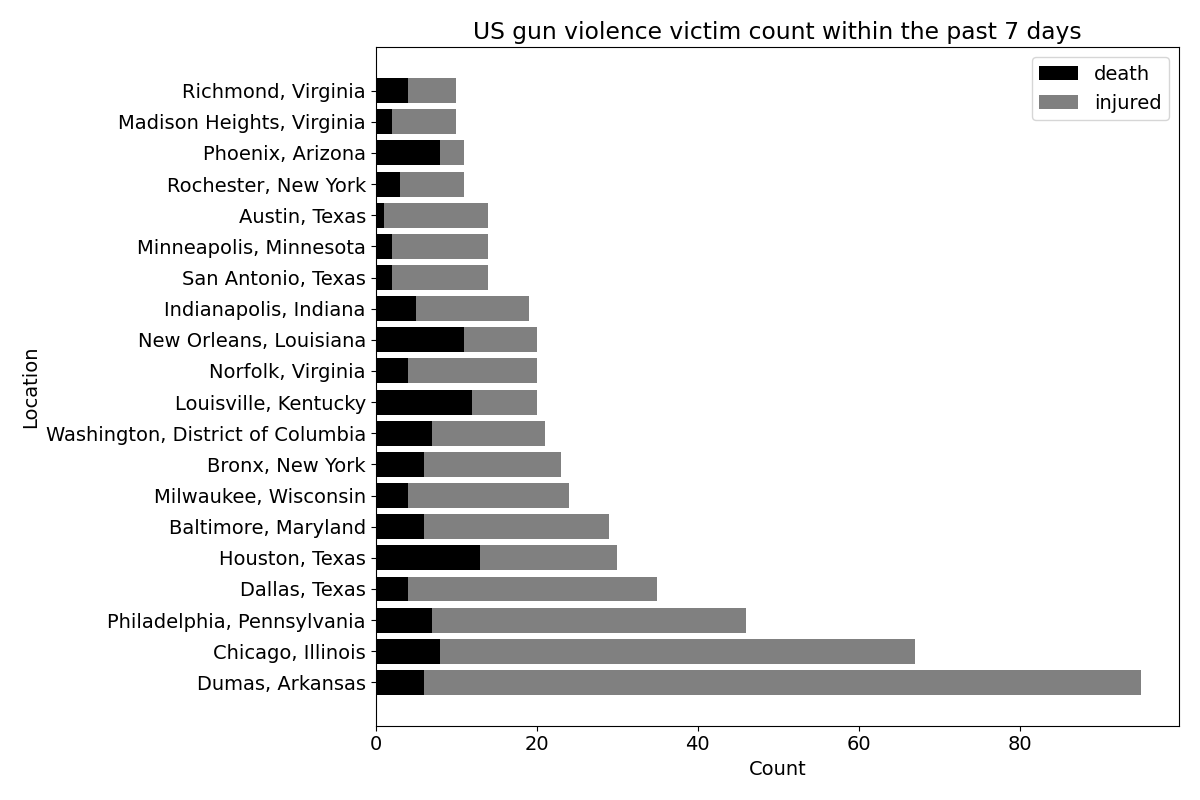 US gun violence victim count within the past 7 days
death
injured
Richmond, Virginia
Madison Heights, Virginia
Phoenix, Arizona
Rochester, New York
Austin, Texas
Minneapolis, Minnesota
San Antonio, Texas
Indianapolis, Indiana
New Orleans, Louisiana
Norfolk, Virginia
Louisville, Kentucky
Washington, District of Columbia
Bronx, New York
Milwaukee, Wisconsin
Baltimore, Maryland
Houston, Texas
Dallas, Texas
Philadelphia, Pennsylvania
Chicago, Illinois
Dumas, Arkansas
Location
0 20 40 60 80
Count